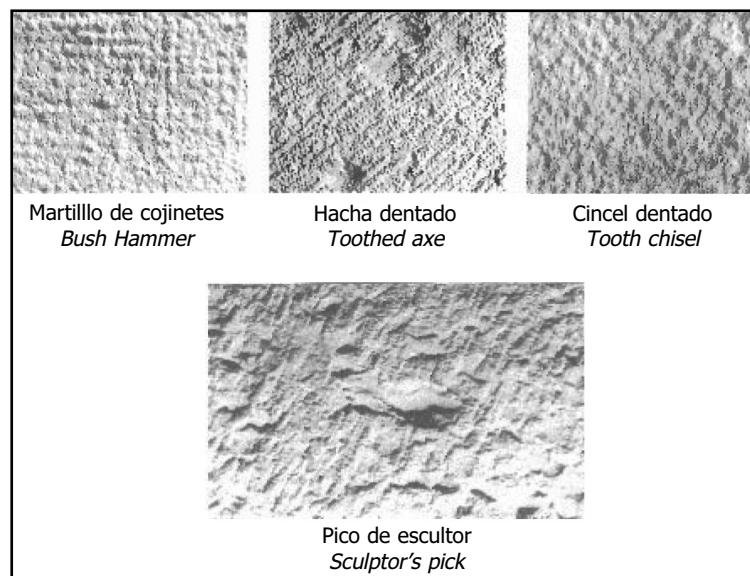 Martilllo de cojinetes
Bush Hammer
Hacha dentado
Toothed axe
Cincel dentado
Tooth chisel
Pico de escultor
Sculptor's pick